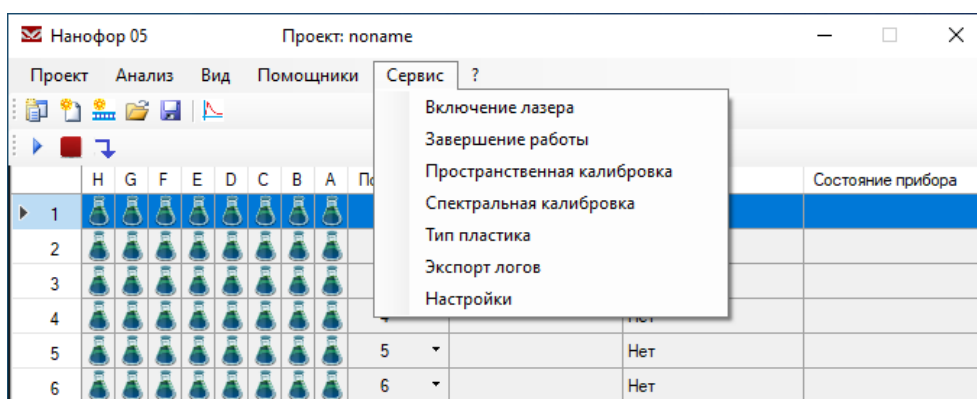 Нанофор 05 Проект: noname
Проект Анализ Вид Помощники Сервис ?
Включение лазера
Завершение работы
Пространственная калибровка
Спектральная калибровка
Тип пластика
Экспорт логов
Настройки
H G F E D C B A Состояние прибора
1
2
3
4
5 5 Нет
6 6 Нет